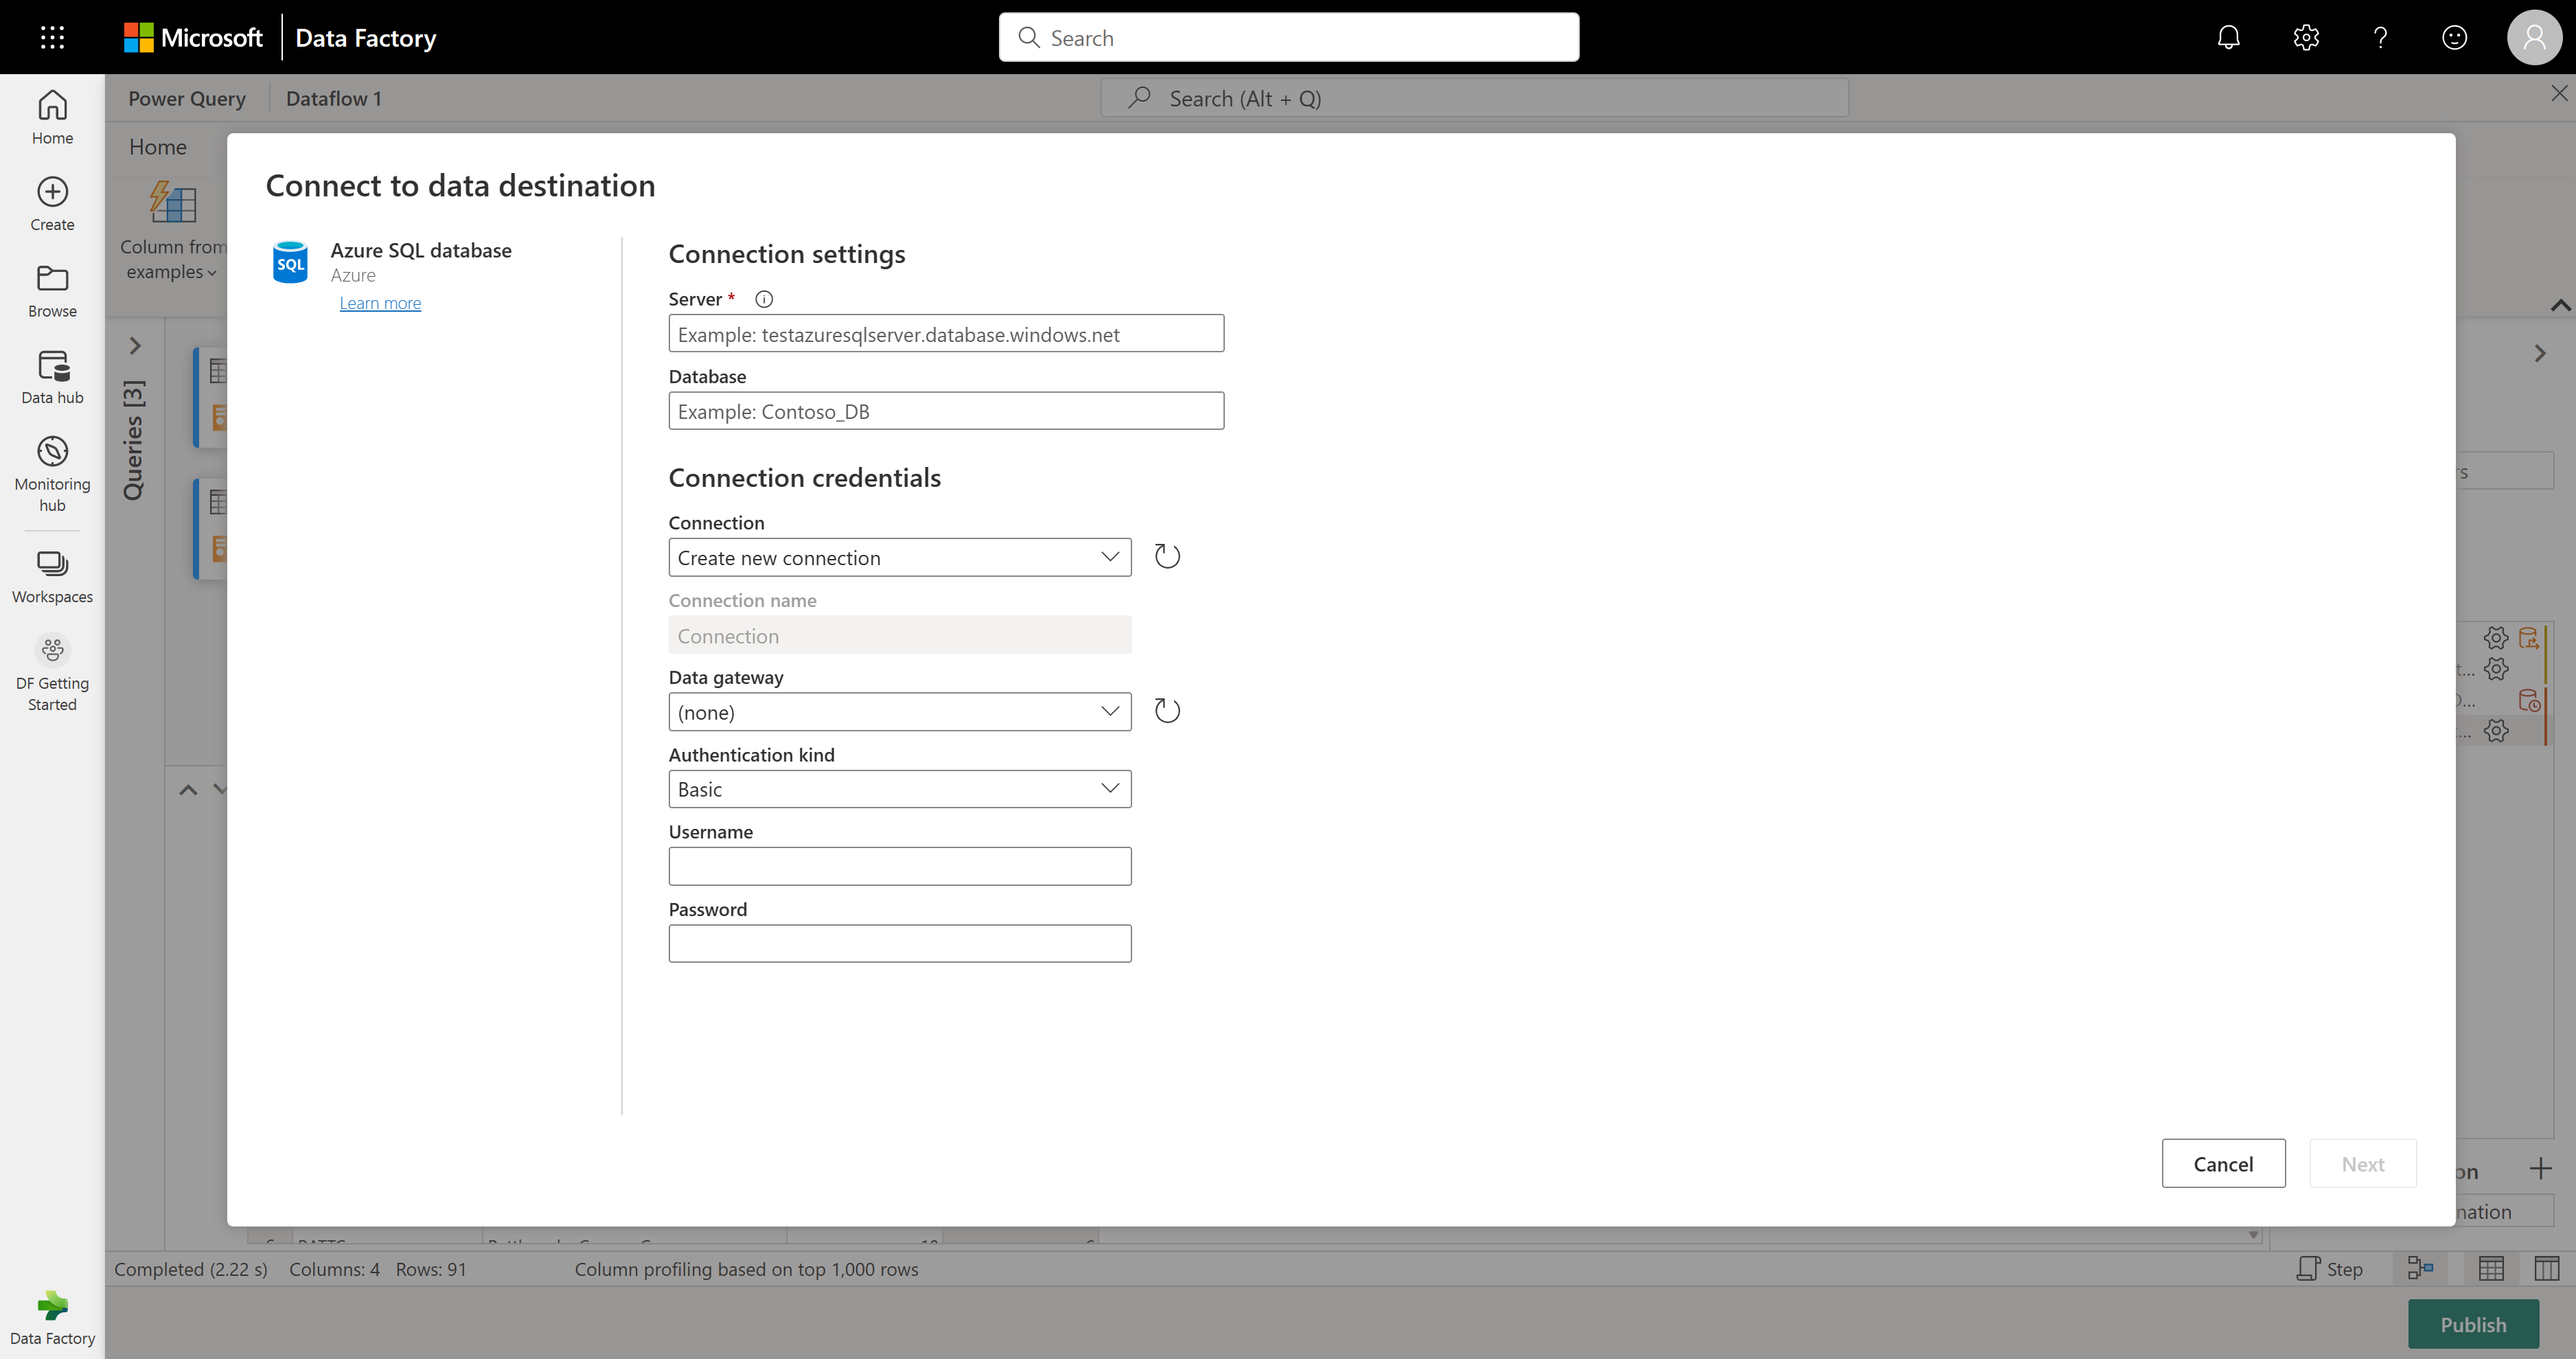 Microsoft
Data Factory
Search
Home
Create
Browse
Data hub
Monitoring
hub
Workspaces
DF Getting
Started
Data Factory
Power Query
Dataflow 1
Search (Alt + Q)
Home
Column from
examples
Queries [3]
Connect to data destination
SQL
Azure SQL database
Azure
Learn more
Connection settings
Server *
Example: testazuresqlserver.database.windows.net
Database
Example: Contoso_DB
Connection credentials
Connection
Create new connection
Connection name
Connection
Data gateway
(none)
Authentication kind
Basic
Username
Password
Cancel
Next
Completed (2.22 s)
Columns: 4
Rows: 91
Column profiling based on top 1,000 rows
Step
Publish